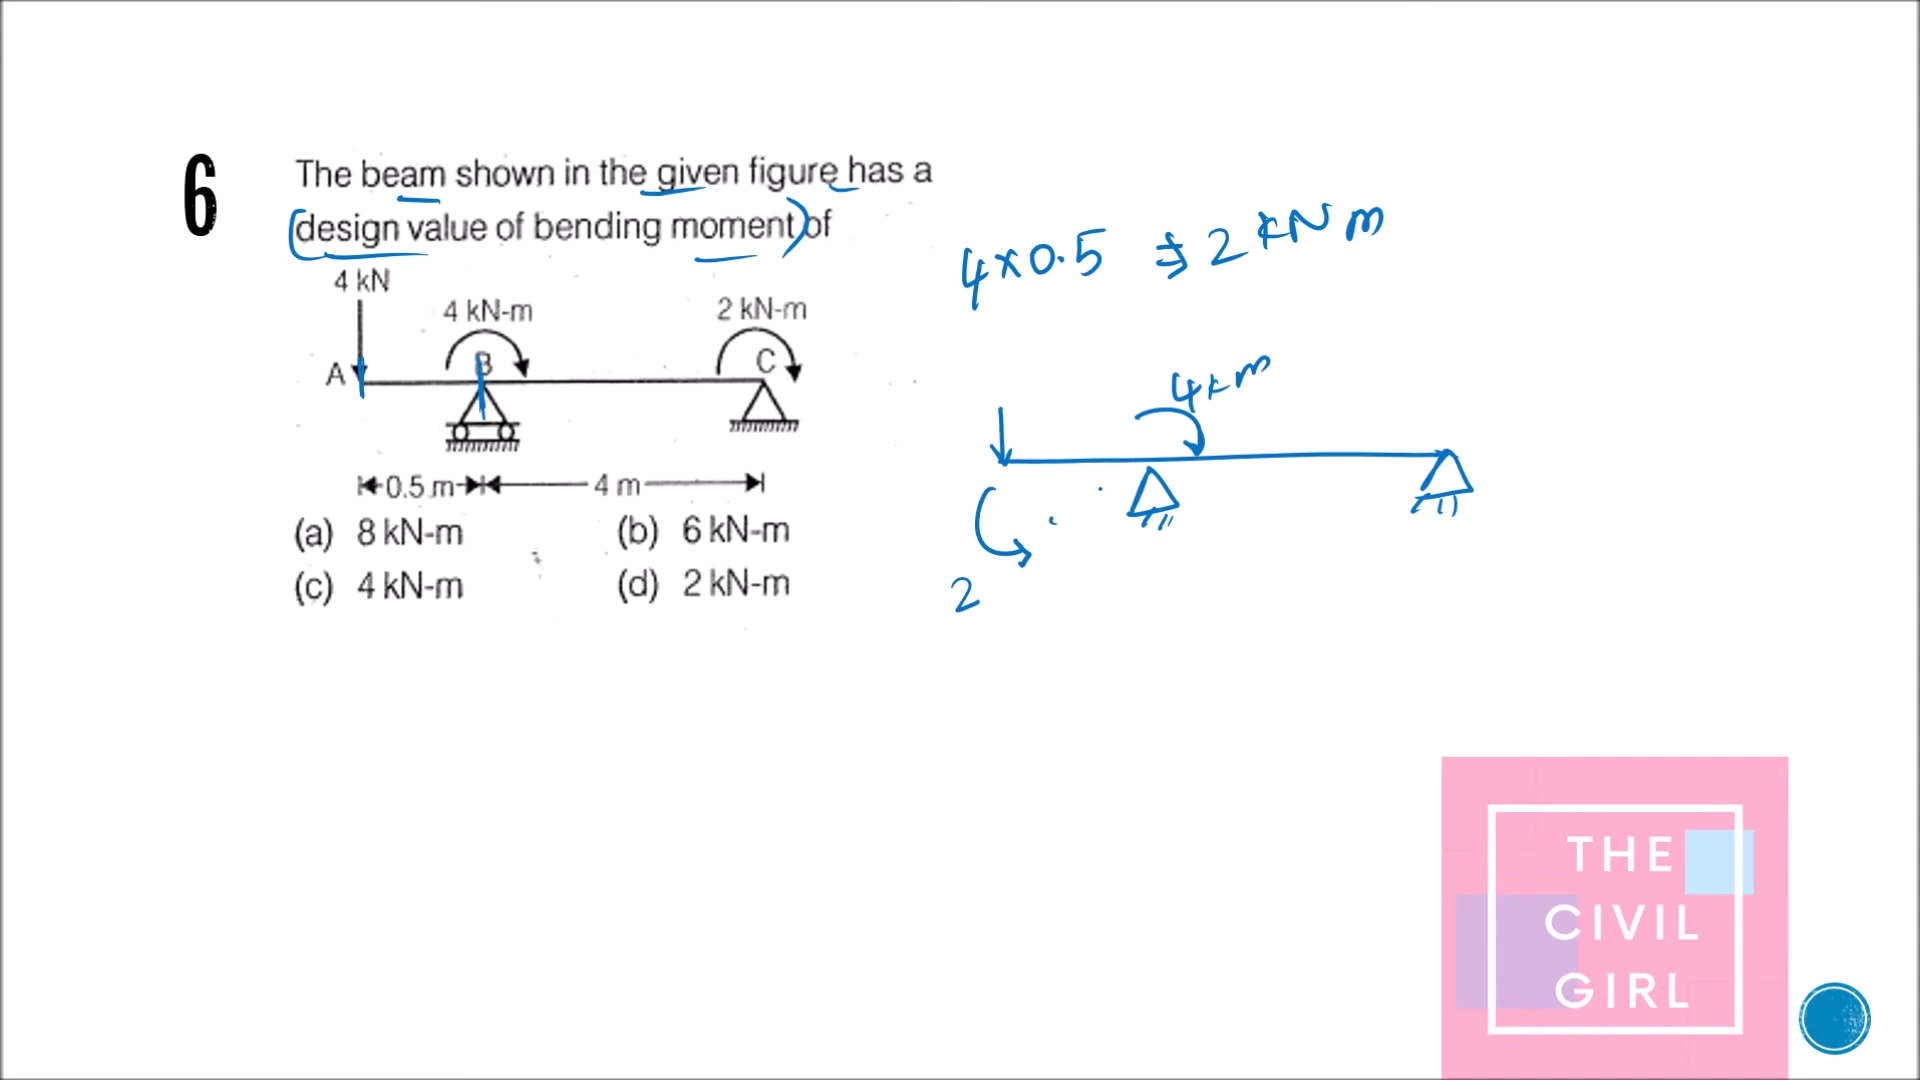 6
The beam shown in the given figure has a
design value of bending moment of
4 kN
4 kN-m
2 kN-m
A
B
C
0.5 m
4 m
(a) 8 kN-m
(b) 6 kN-m
(c) 4 kN-m
(d) 2 kN-m
4×0.5 ⇒ 2 kNm
4km
2
THE
CIVIL
GIRL